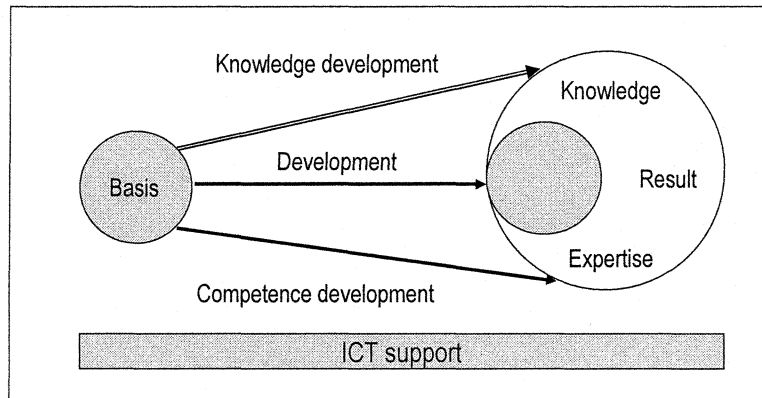 Knowledge development
Knowledge
Development
Basis
Result
Expertise
Competence development
ICT support